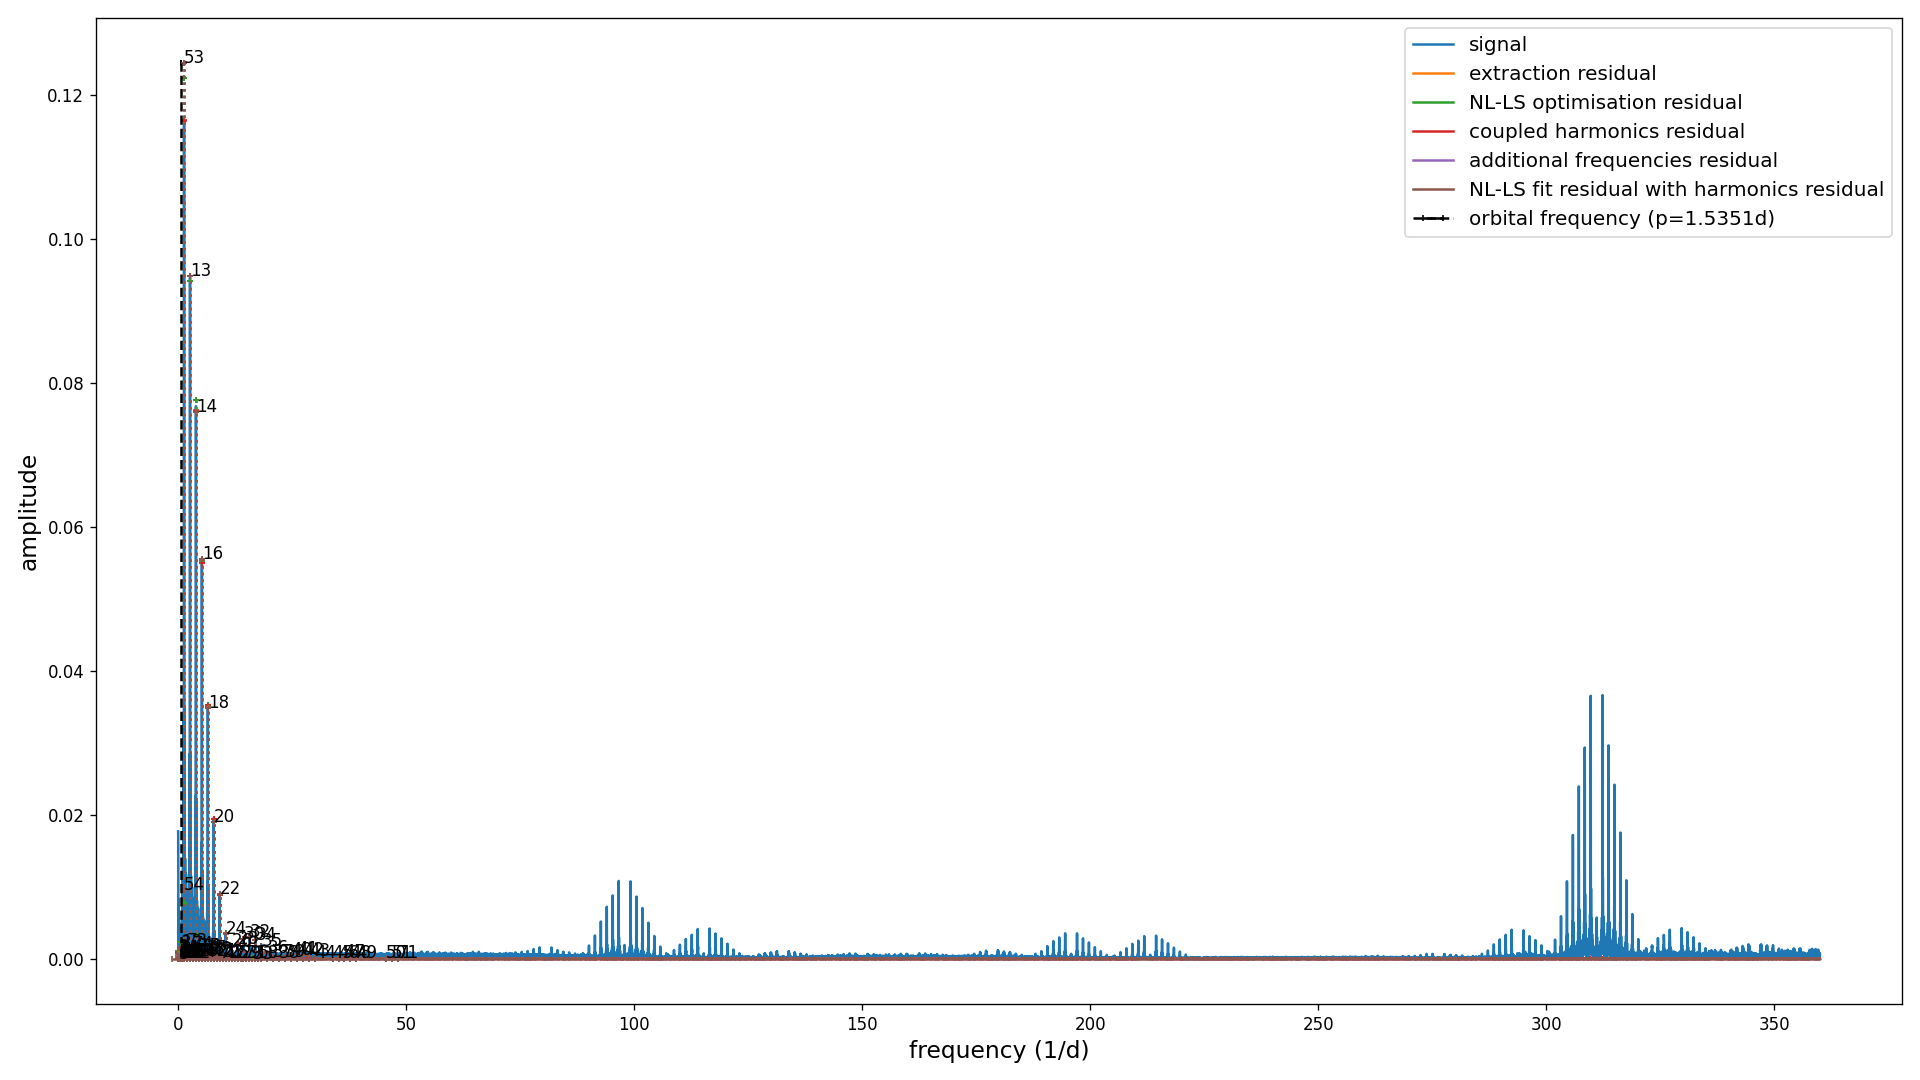 signal
extraction residual
NL-LS optimisation residual
coupled harmonics residual
additional frequencies residual
NL-LS fit residual with harmonics residual
orbital frequency (p=1.5351d)
53
0.12
0.10
13
0.08
14
amplitude
0.06
16
0.04
18
0.02
20
54
22
24
0.00
0
50
100
150
200
250
300
350
frequency (1/d)